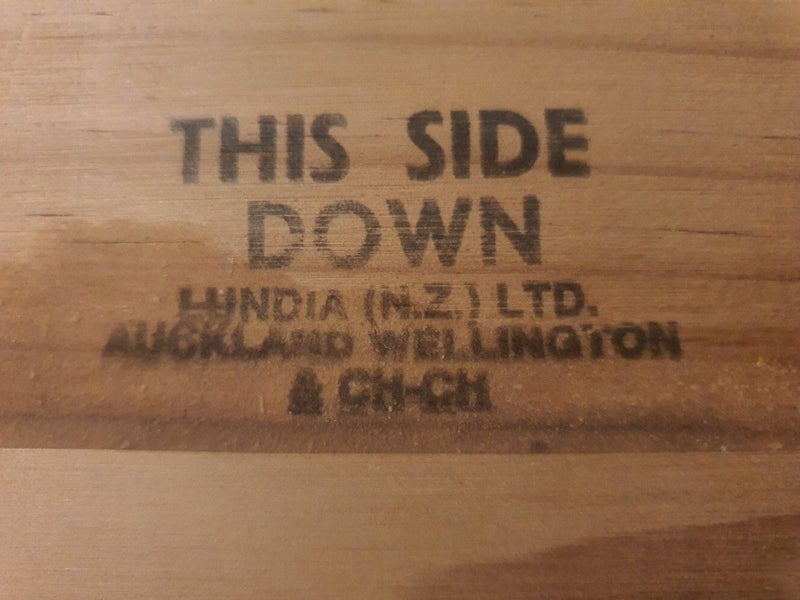 THIS SIDE
DOWN
LUNDIA (N.Z.) LTD.
AUCKLAND WELLINGTON
& CH-CH